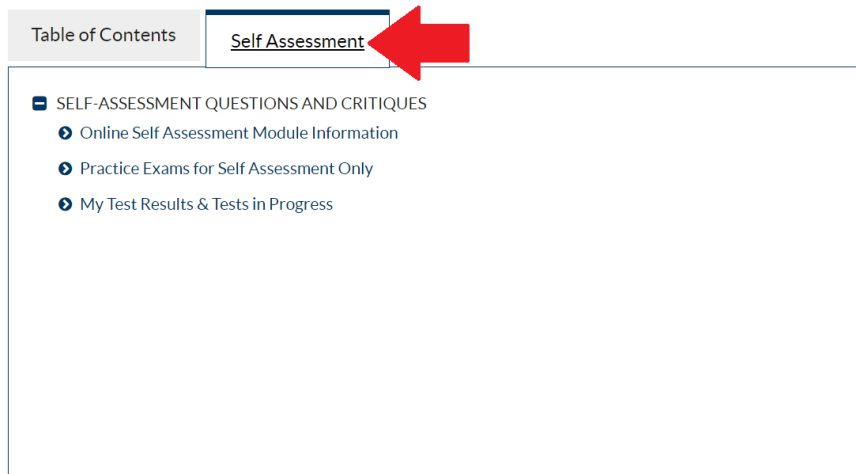 Table of Contents
Self Assessment
SELF-ASSESSMENT QUESTIONS AND CRITIQUES
Online Self Assessment Module Information
Practice Exams for Self Assessment Only
My Test Results & Tests in Progress